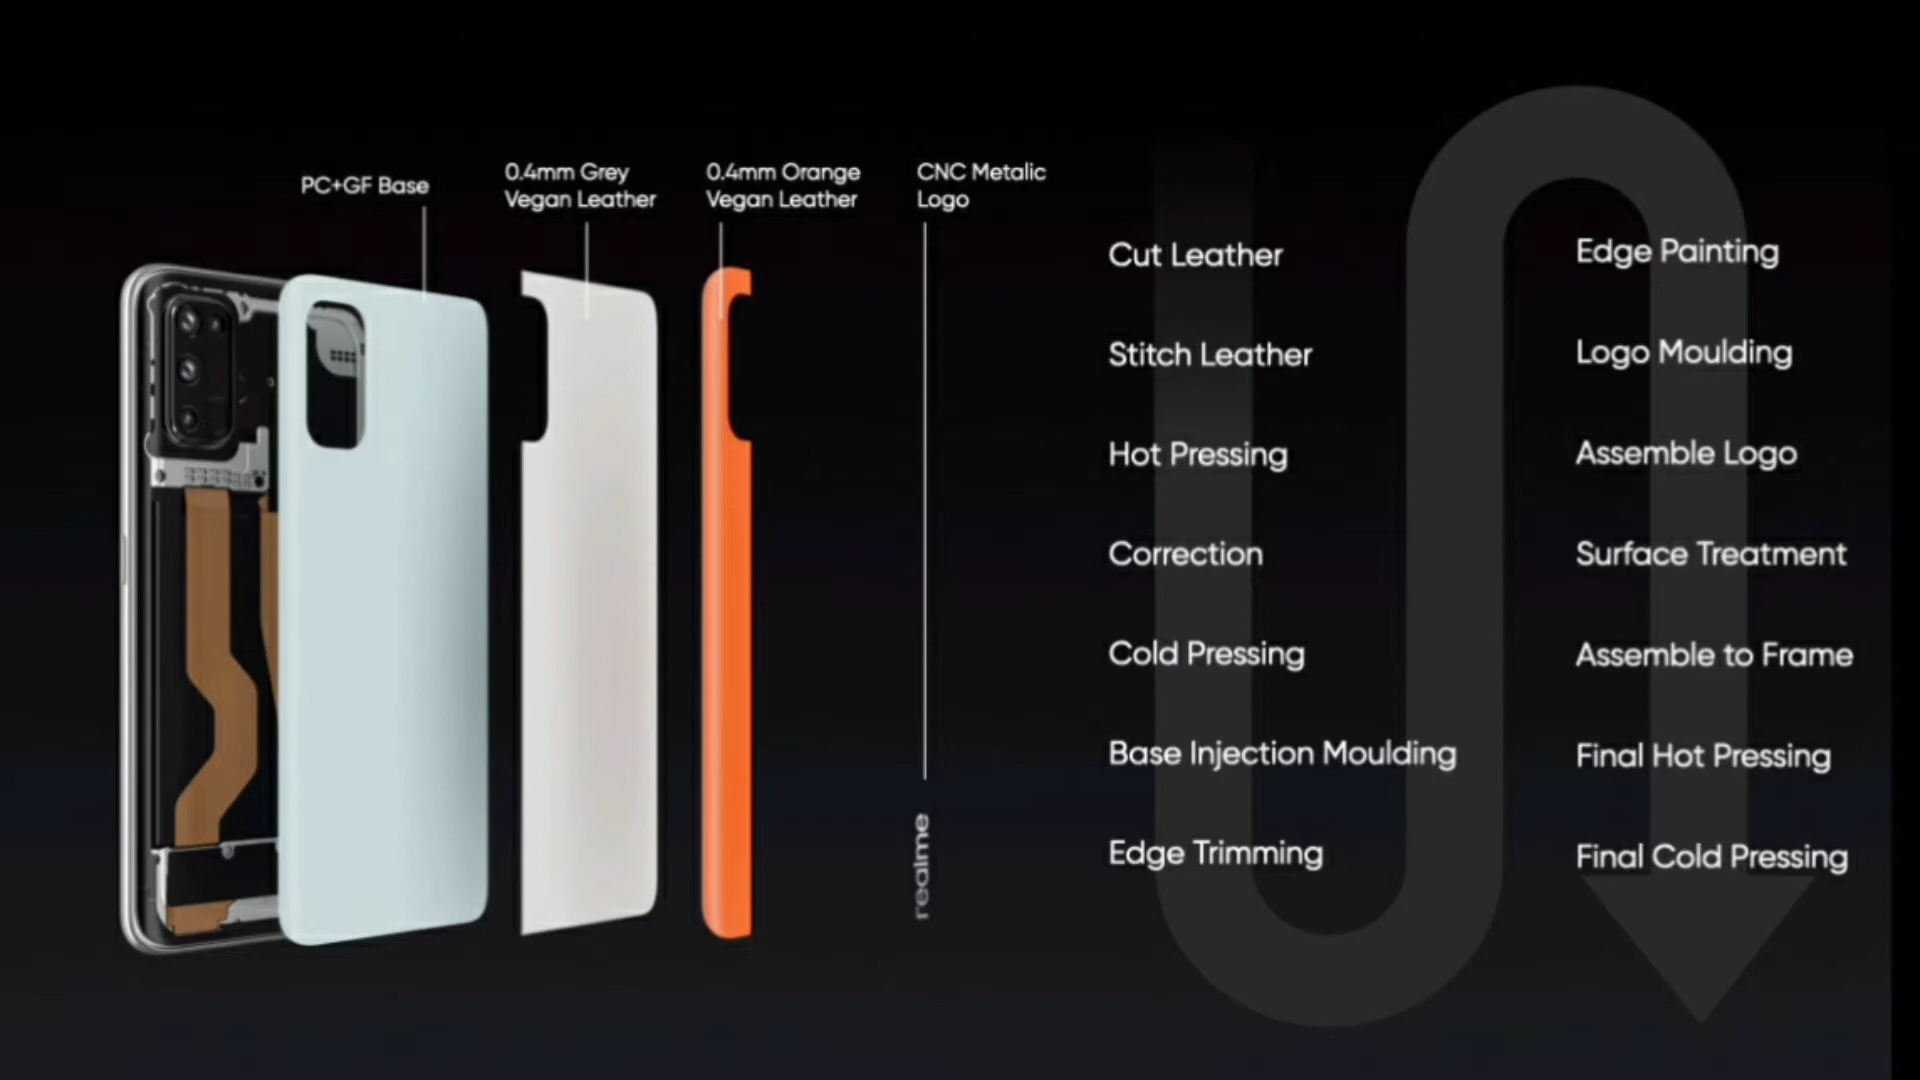 PC+GF Base
0.4mm Grey
Vegan Leather
0.4mm Orange
Vegan Leather
CNC Metalic
Logo
realme
Cut Leather
Stitch Leather
Hot Pressing
Correction
Cold Pressing
Base Injection Moulding
Edge Trimming
Edge Painting
Logo Moulding
Assemble Logo
Surface Treatment
Assemble to Frame
Final Hot Pressing
Final Cold Pressing